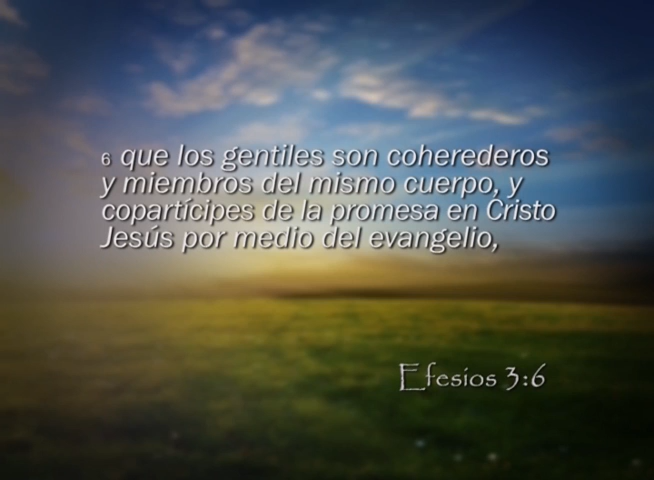 6 que los gentiles son coherederos
y miembros del mismo cuerpo, y
copartícipes de la promesa en Cristo
Jesús por medio del evangelio,
Efesios 3:6